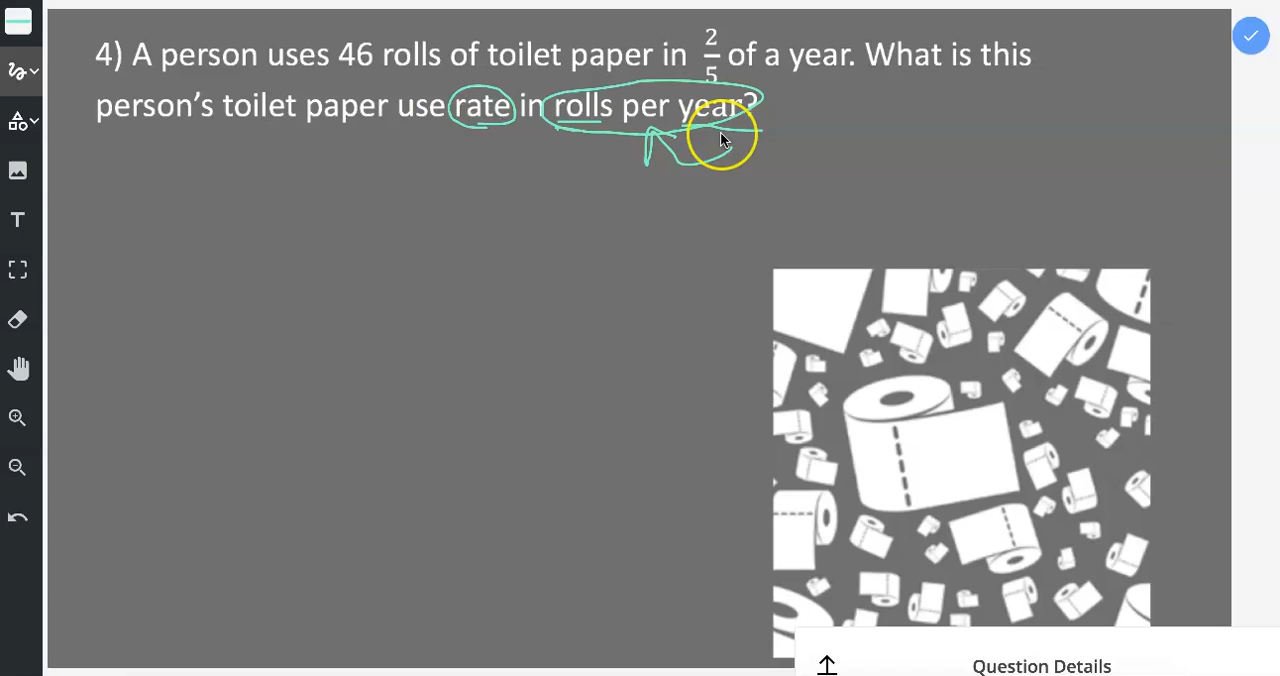 4) A person uses 46 rolls of toilet paper in 2/5 of a year. What is this
person's toilet paper use rate in rolls per year?
T
Question Details